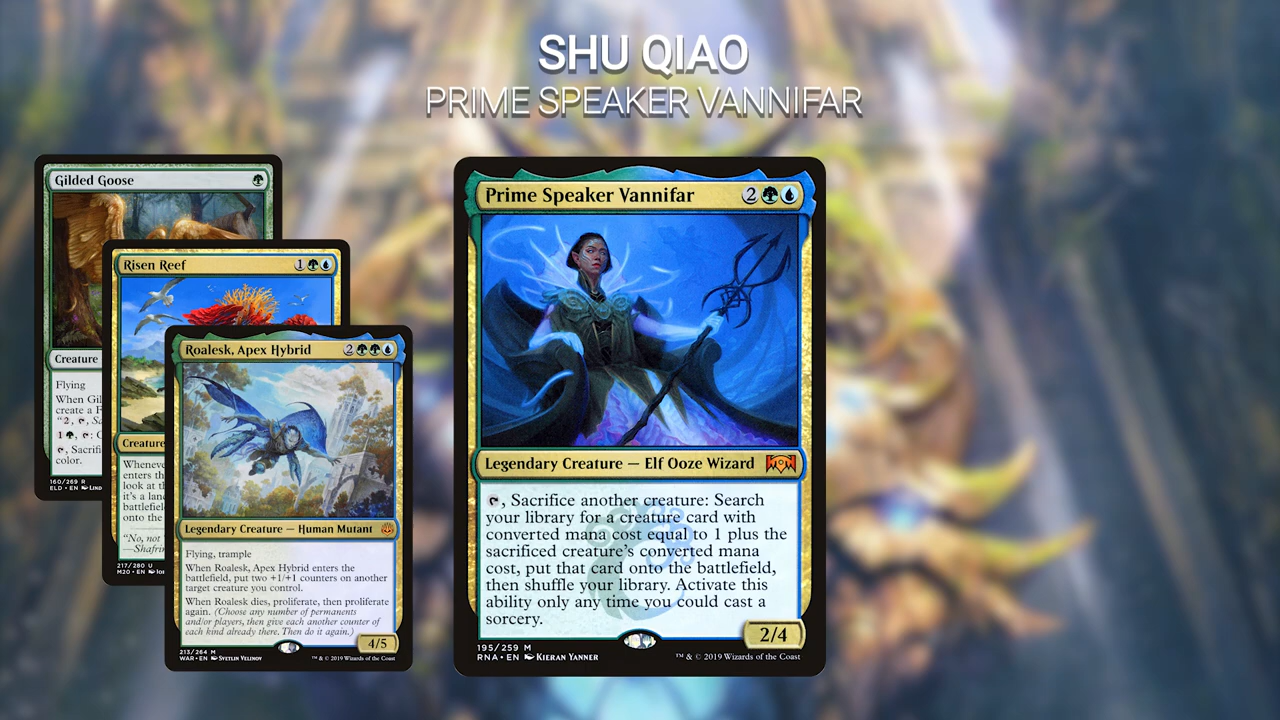 SHU QIAO
PRIME SPEAKER VANNIFAR
Gilded Goose
Creature
Flying
When Gil
create a F
"2,
1
, Sacrifi
color.
160/269 R
ELD • EN
Risen Reef
1
Creature
Wheneve
enters th
look at th
it's a lan
battlefiel
onto the
"No, not
—Shafrin
217/280 U
M20 • EN
Roalesk, Apex Hybrid
2
Legendary Creature — Human Mutant
Flying, trample
When Roalesk, Apex Hybrid enters the
battlefield, put two +1/+1 counters on another
target creature you control.
When Roalesk dies, proliferate, then proliferate
again. (Choose any number of permanents
and/or players, then give each another counter of
each kind already there. Then do it again.)
4/5
213/264 M
WAR • EN SVETLIN VELINOV
™ & © 2019 Wizards of the Coast
Prime Speaker Vannifar
2
Legendary Creature — Elf Ooze Wizard
, Sacrifice another creature: Search
your library for a creature card with
converted mana cost equal to 1 plus the
sacrificed creature's converted mana
cost, put that card onto the battlefield,
then shuffle your library. Activate this
ability only any time you could cast a
sorcery.
2/4
195/259 M
RNA • EN KIERAN YANNER
™ & © 2019 Wizards of the Coast